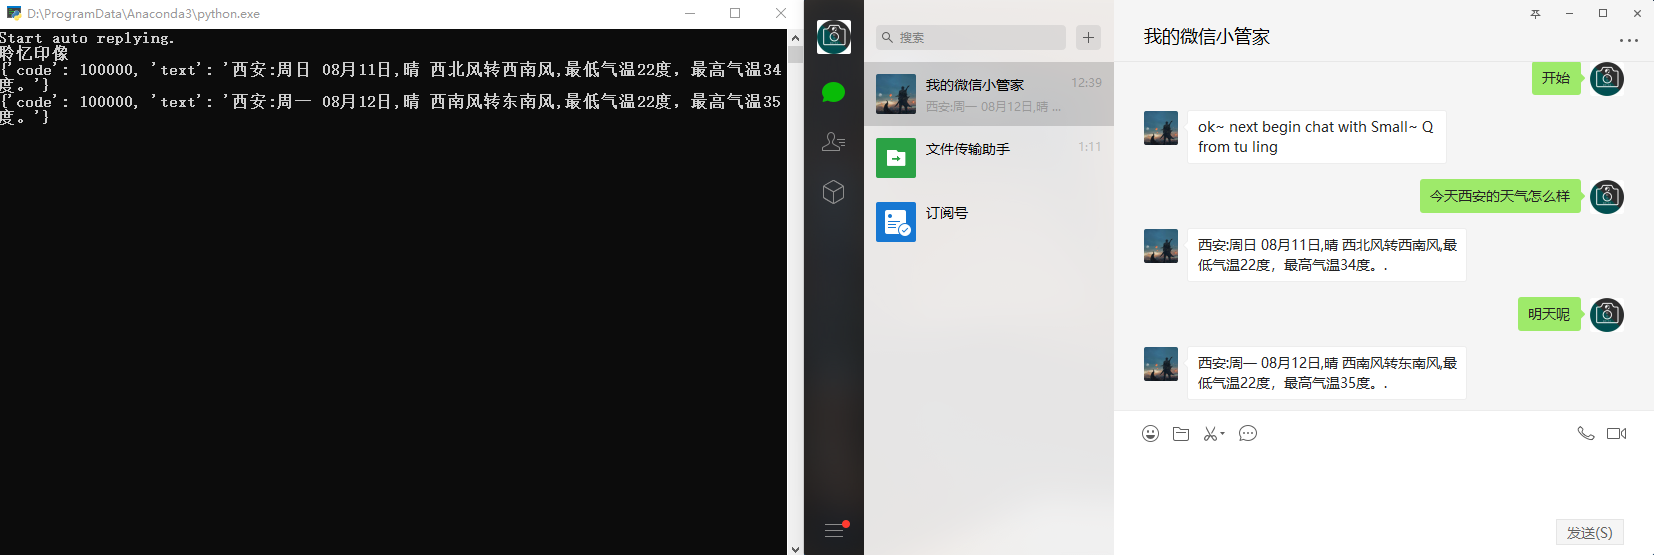 D:\ProgramData\Anaconda3\python.exe
Start auto replying.
聆忆印像
{'code': 100000, 'text': '西安:周日 08月11日,晴 西北风转西南风,最低气温22度，最高气温34
度。'}
{'code': 100000, 'text': '西安:周一 08月12日,晴 西南风转东南风,最低气温22度，最高气温35
度。'}
搜索
我的微信小管家
12:39
西安:周一 08月12日,晴 ...
文件传输助手
1:11
订阅号
我的微信小管家
开始
ok~ next begin chat with Small~ Q
from tu ling
今天西安的天气怎么样
西安:周日 08月11日,晴 西北风转西南风,最
低气温22度，最高气温34度。.
明天呢
西安:周一 08月12日,晴 西南风转东南风,最
低气温22度，最高气温35度。.
发送(S)